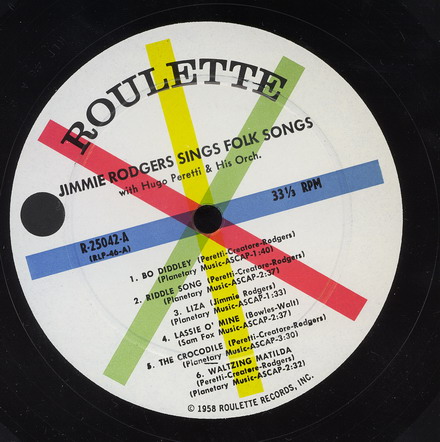 ROULETTE
JIMMIE RODGERS SINGS FOLK SONGS
with Hugo Peretti & His Orch.
R-25042-A
(RLP-46-A)
33⅓ RPM
1. BO DIDDLEY (Peretti-Creatore-Rodgers)
(Planetary Music-ASCAP-1:40)
2. RIDDLE SONG (Peretti-Creatore-Rodgers)
(Planetary Music-ASCAP-2:37)
3. LIZA (Jimmie Rodgers)
(Planetary Music-ASCAP-1:33)
4. LASSIE O' MINE (Bowles-Walt)
(Sam Fox Music-ASCAP-2:37)
5. THE CROCODILE (Peretti-Creatore-Rodgers)
(Planetary Music-ASCAP-3:30)
6. WALTZING MATILDA
(Peretti-Creatore-Rodgers)
(Planetary Music-ASCAP-2:32)
© 1958 ROULETTE RECORDS, INC.